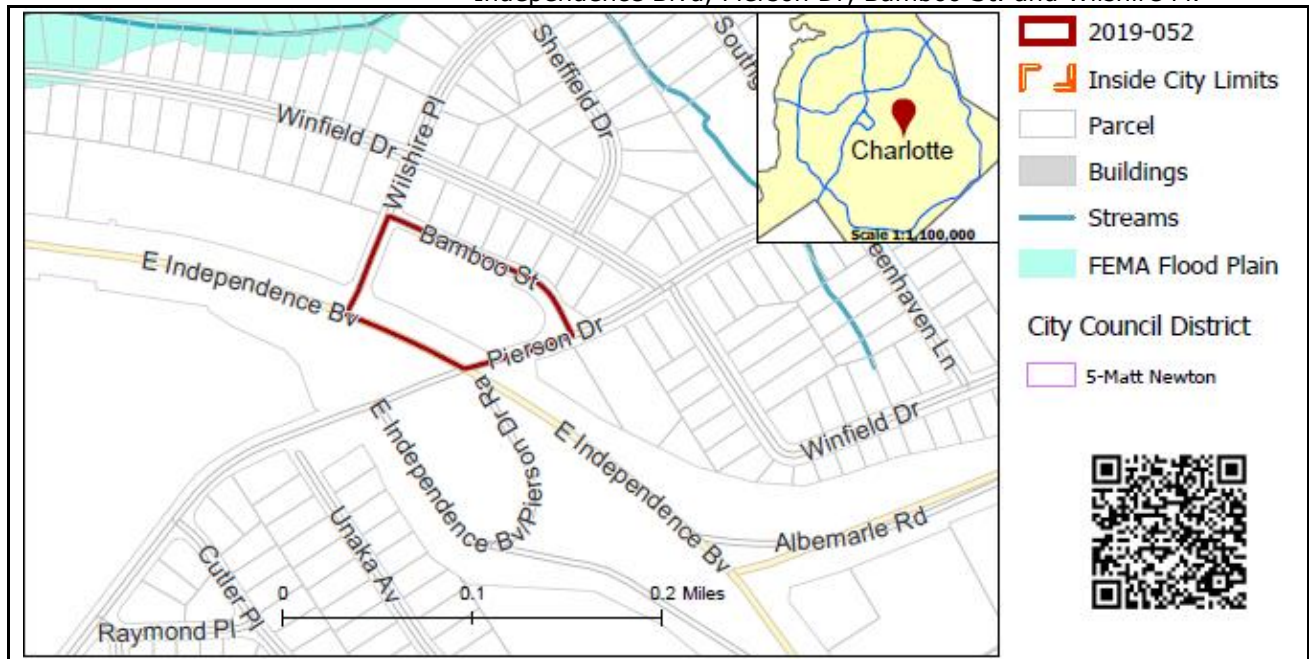 Independence Blvd, Pierson Dr, Bamboo St. and Wilshire Pl
2019-052
Inside City Limits
Parcel
Buildings
Streams
FEMA Flood Plain
City Council District
5-Matt Newton
Charlotte
Scale 1:1,100,000
Sheffield Dr
Winfield Dr
Wilshire Pl
Bamboo St
E Independence Bv
Pierson Dr
E Independence Bv/Pierson Dr Ra
E Independence Bv
Winfield Dr
Albemarle Rd
Unaka Av
Cutler Pl
Raymond Pl
0 0.1 0.2 Miles